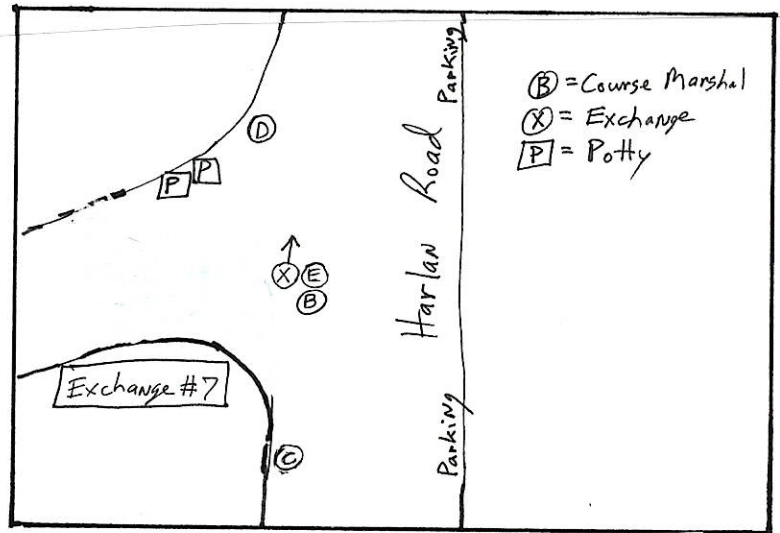 Parking
Ⓑ = Course Marshal
Ⓧ = Exchange
P = Potty
D
P P
Harlan Road
X E
B
Exchange #7
Parking
C